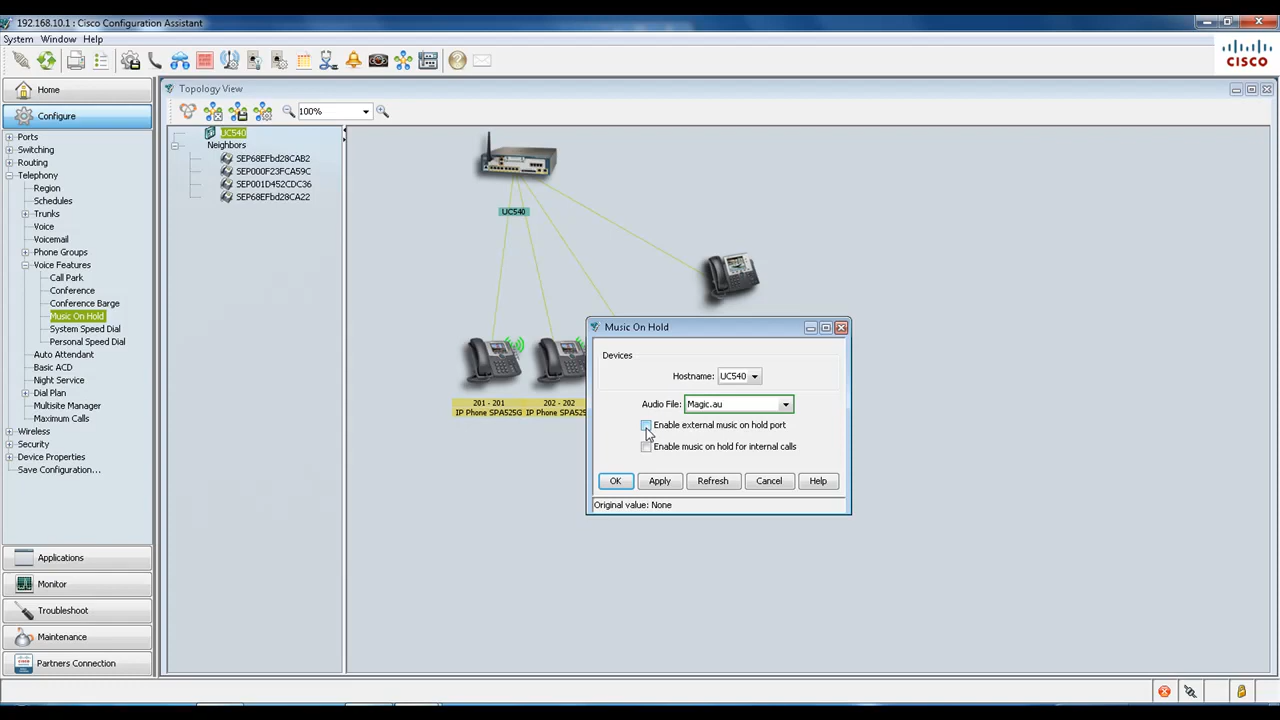 192.168.10.1 : Cisco Configuration Assistant
System Window Help
CISCO
Home
Configure
Ports
Switching
Routing
Telephony
Region
Schedules
Trunks
Voice
Voicemail
Phone Groups
Voice Features
Call Park
Conference
Conference Barge
Music On Hold
System Speed Dial
Personal Speed Dial
Auto Attendant
Basic ACD
Night Service
Dial Plan
Multisite Manager
Maximum Calls
Wireless
Security
Device Properties
Save Configuration...
Applications
Monitor
Troubleshoot
Maintenance
Partners Connection
Topology View
100%
UC540
Neighbors
SEP68EFbd28CAB2
SEP000F23FCA59C
SEP001D452CDC36
SEP68EFbd28CA22
UC540
201 - 201
IP Phone SPA525G
202 - 202
IP Phone SPA525
Music On Hold
Devices
Hostname: UC540
Audio File: Magic.au
Enable external music on hold port
Enable music on hold for internal calls
OK Apply Refresh Cancel Help
Original value: None